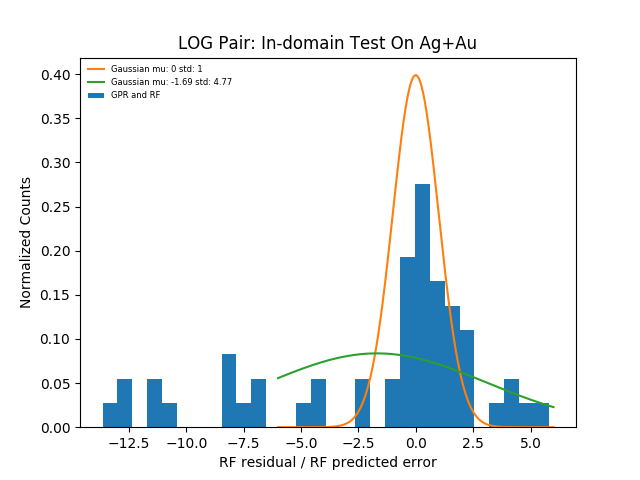 LOG Pair: In-domain Test On Ag+Au
Gaussian mu: 0 std: 1
Gaussian mu: -1.69 std: 4.77
GPR and RF
0.40
0.35
0.30
0.25
0.20
0.15
0.10
0.05
0.00
Normalized Counts
−12.5 −10.0 −7.5 −5.0 −2.5 0.0 2.5 5.0
RF residual / RF predicted error